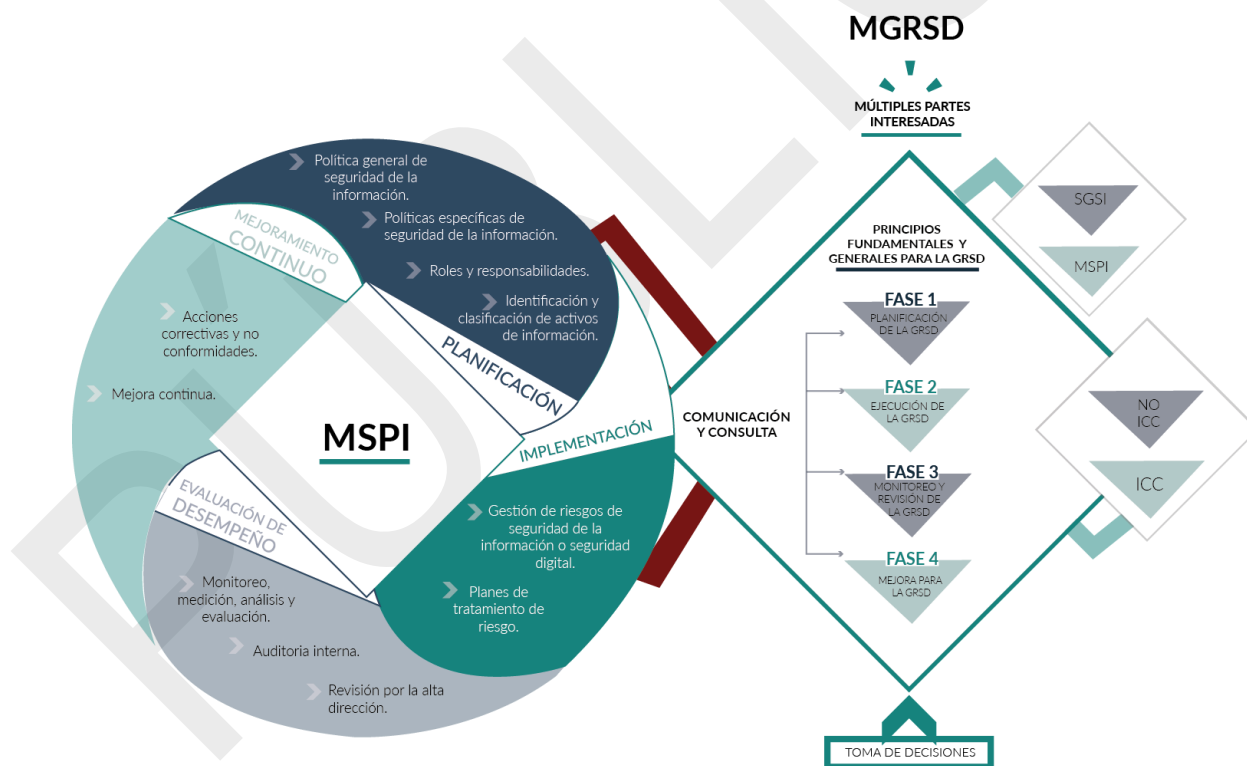 MSPI
Política general de
seguridad de la
información.
Políticas específicas de
seguridad de la información.
Roles y responsabilidades.
Identificación y
clasificación de activos
de información.
PLANIFICACIÓN
IMPLEMENTACIÓN
Gestión de riesgos de
seguridad de la
información o seguridad
digital.
Planes de
tratamiento de
riesgo.
EVALUACIÓN DE
DESEMPEÑO
Monitoreo,
medición, análisis y
evaluación.
Auditoria interna.
Revisión por la alta
dirección.
MEJORAMIENTO
CONTINUO
Acciones
correctivas y no
conformidades.
Mejora continua.
MGRSD
MÚLTIPLES PARTES
INTERESADAS
PRINCIPIOS
FUNDAMENTALES Y
GENERALES PARA LA GRSD
COMUNICACIÓN
Y CONSULTA
FASE 1
PLANIFICACIÓN
DE LA GRSD
FASE 2
EJECUCIÓN DE
LA GRSD
FASE 3
MONITOREO Y
REVISIÓN DE
LA GRSD
FASE 4
MEJORA PARA
LA GRSD
SGSI
MSPI
NO
ICC
ICC
TOMA DE DECISIONES